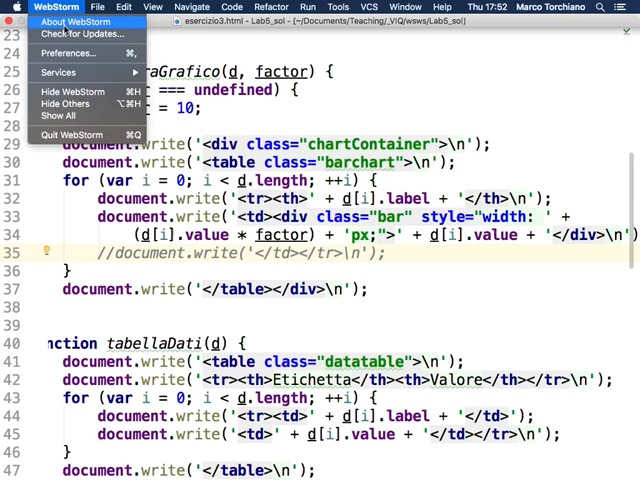 WebStorm File Edit View Navigate Code Refactor Run Tools VCS Window Help Thu 17:52 Marco Torchiano
esercizio3.html - Lab5_sol – [~/Documents/Teaching/_VIQ/wsws/Lab5_sol]
About WebStorm
Check for Updates...
Preferences... ⌘,
Services
Hide WebStorm ⌘H
Hide Others ⌥⌘H
Show All
Quit WebStorm ⌘Q
23
24
25 raGrafico(d, factor) {
26 === undefined) {
27 = 10;
28
29 document.write('<div class="chartContainer">\n');
30 document.write('<table class="barchart">\n');
31 for (var i = 0; i < d.length; ++i) {
32 document.write('<tr><th>' + d[i].label + '</th>\n');
33 document.write('<td><div class="bar" style="width: ' +
34 (d[i].value * factor) + 'px;">' + d[i].value + '</div>\n')
35 //document.write('</td></tr>\n');
36 }
37 document.write('</table></div>\n');
38
39
40 nction tabellaDati(d) {
41 document.write('<table class="datatable">\n');
42 document.write('<tr><th>Etichetta</th><th>Valore</th></tr>\n');
43 for (var i = 0; i < d.length; ++i) {
44 document.write('<tr><td>' + d[i].label + '</td>');
45 document.write('<td>' + d[i].value + '</td></tr>\n');
46 }
47 document.write('</table>\n');